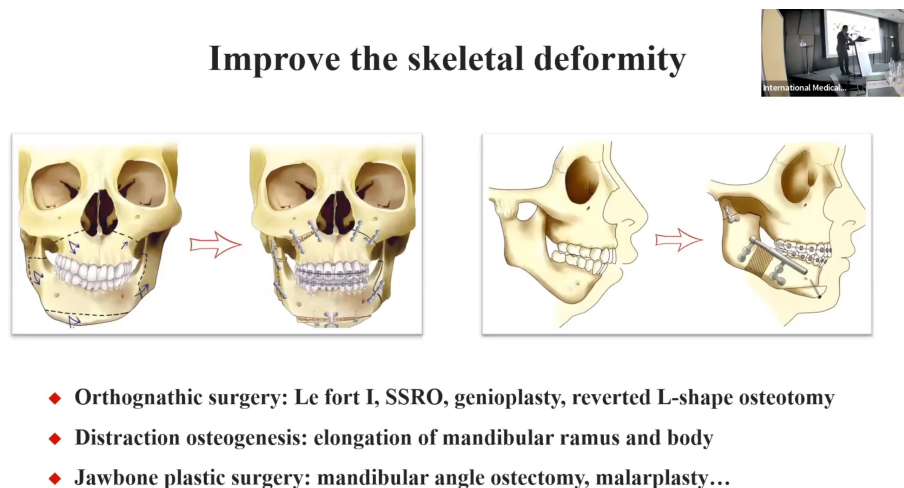 Improve the skeletal deformity
International Medical...
Orthognathic surgery: Le fort I, SSRO, genioplasty, reverted L-shape osteotomy
Distraction osteogenesis: elongation of mandibular ramus and body
Jawbone plastic surgery: mandibular angle ostectomy, malarplasty…